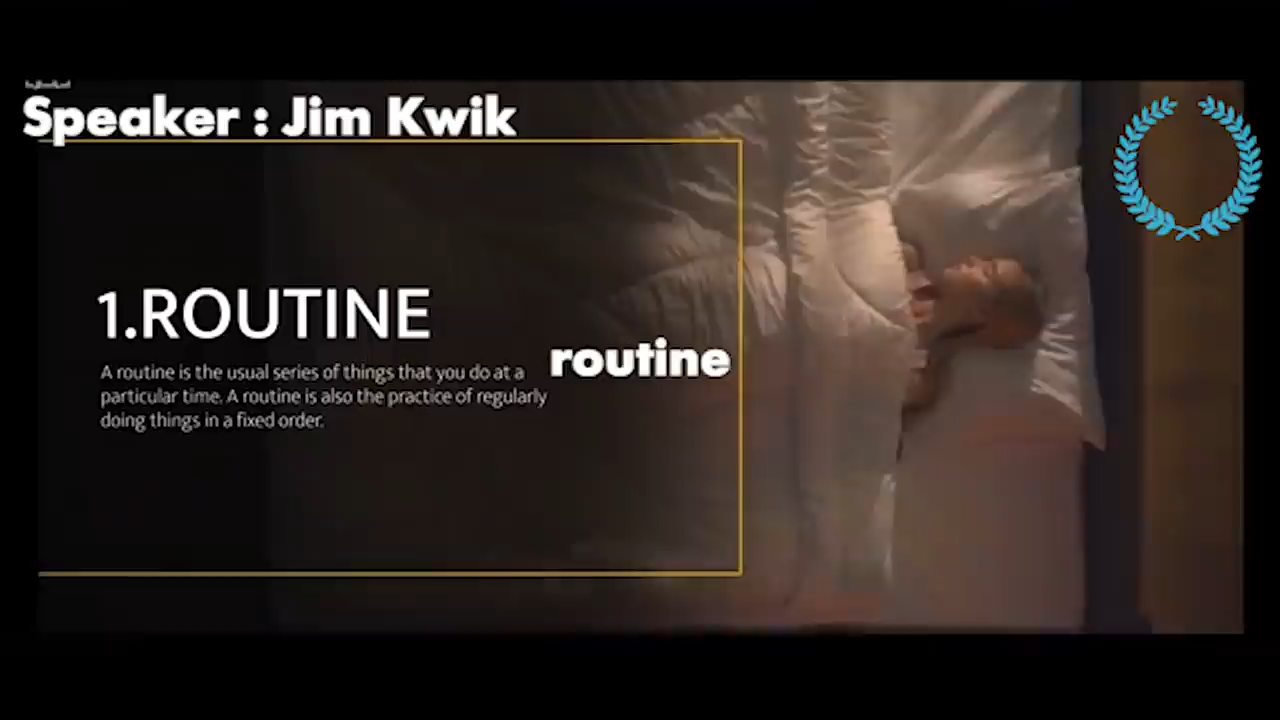 Speaker : Jim Kwik
1.ROUTINE
routine
A routine is the usual series of things that you do at a
particular time. A routine is also the practice of regularly
doing things in a fixed order.